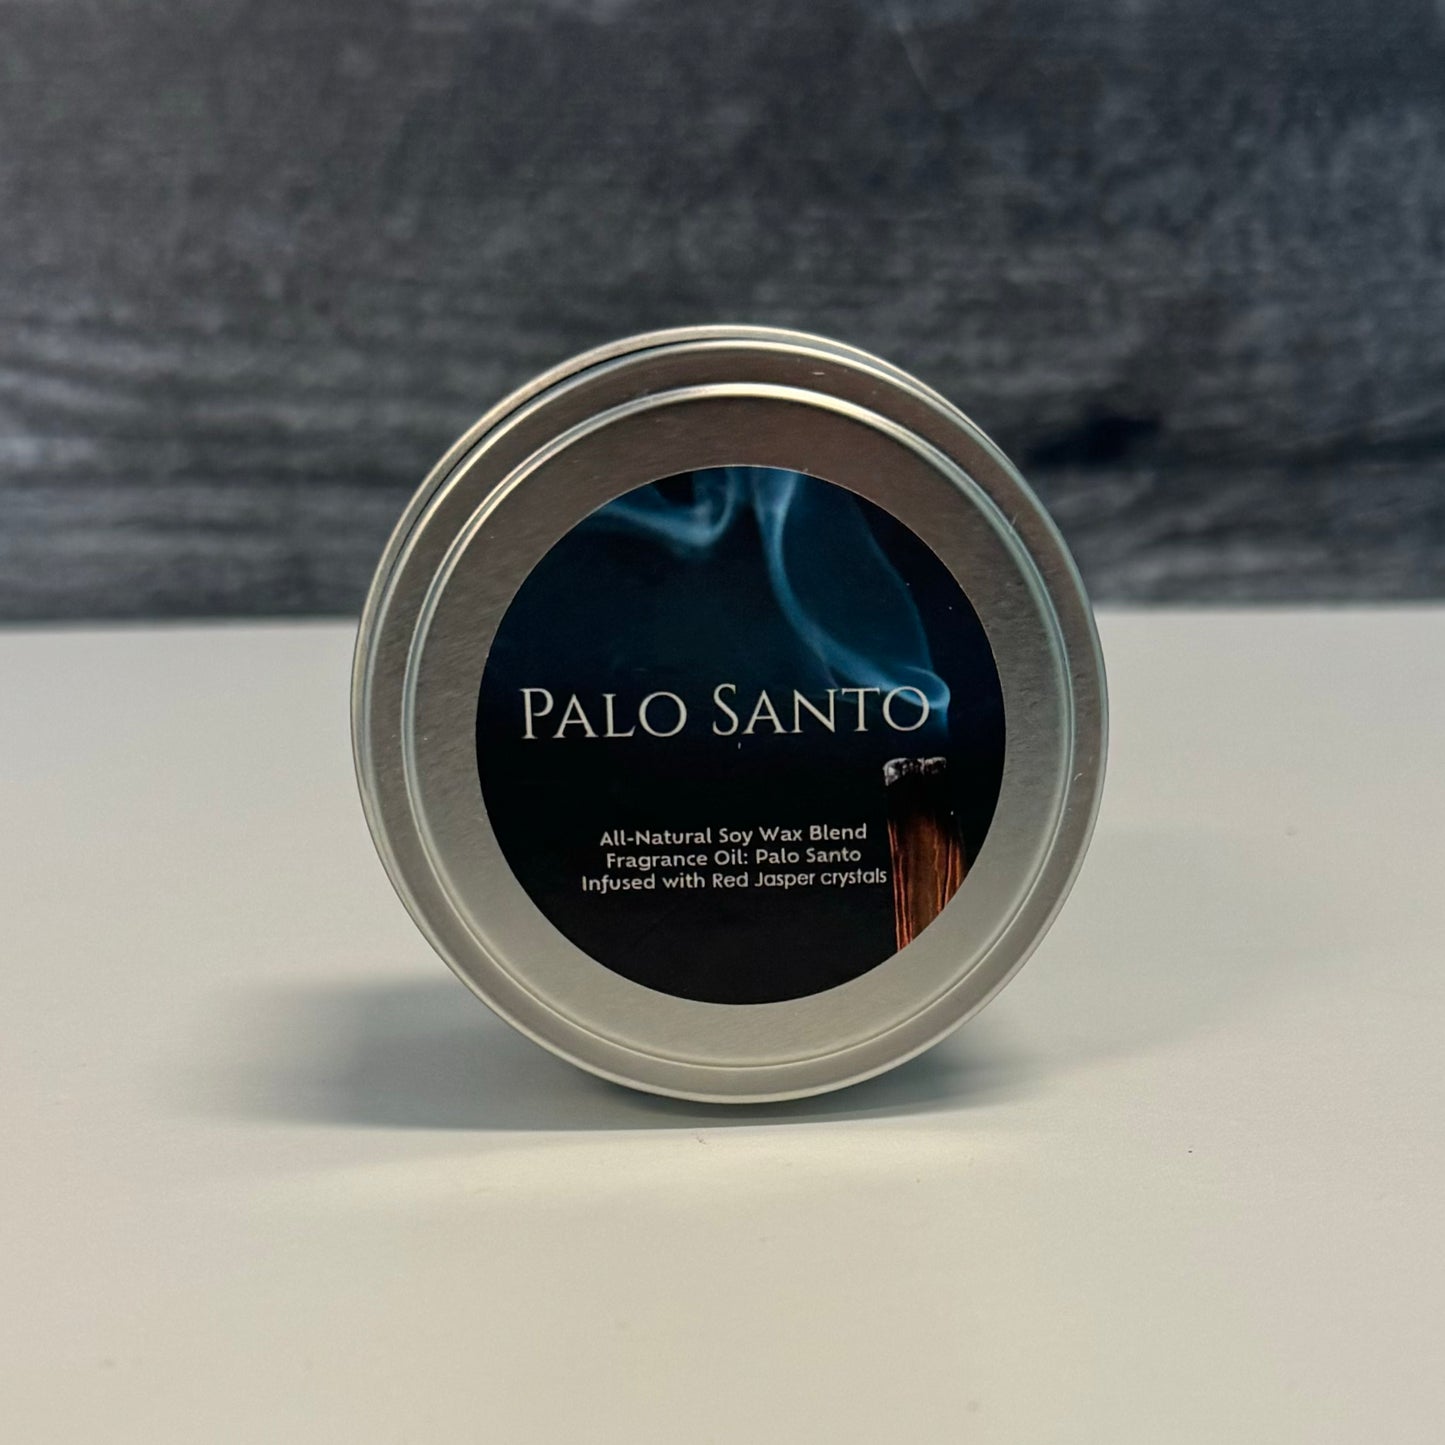 PALO SANTO
All-Natural Soy Wax Blend
Fragrance Oil: Palo Santo
Infused with Red Jasper crystals